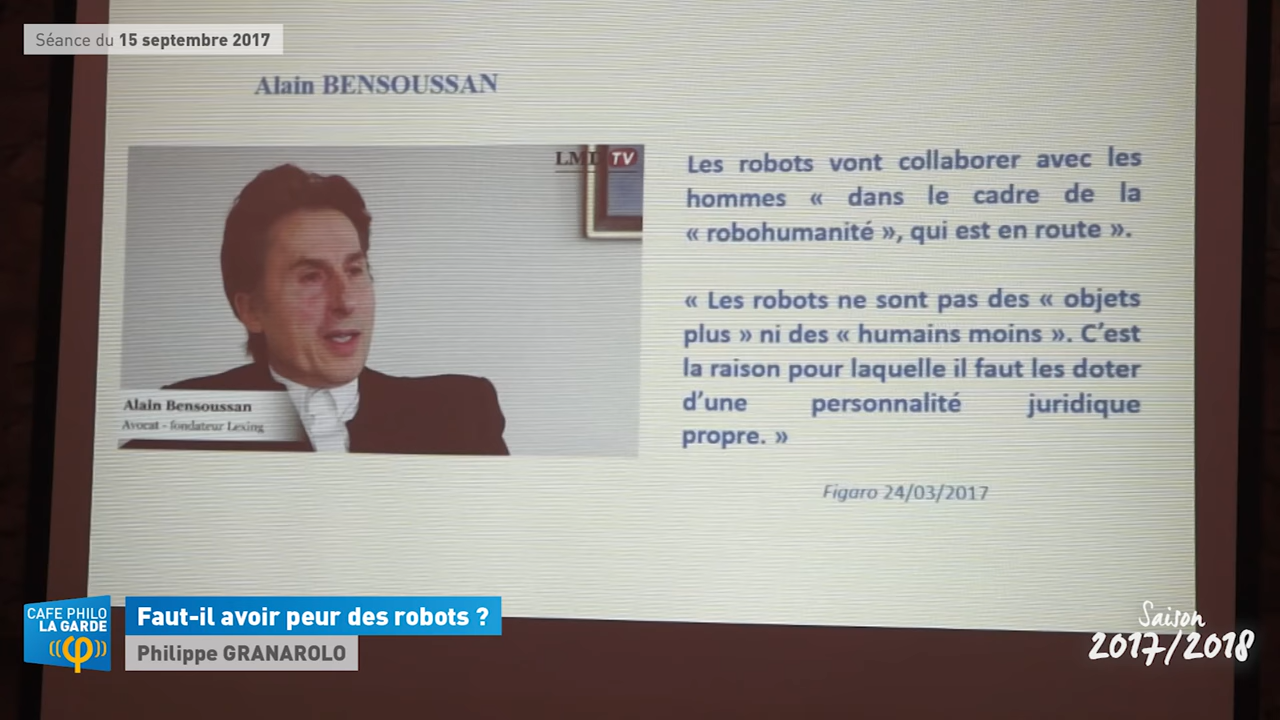 Séance du 15 septembre 2017
Alain BENSOUSSAN
TV
Les robots vont collaborer avec les
hommes « dans le cadre de la
« robohumanité », qui est en route ».
« Les robots ne sont pas des « objets
plus » ni des « humains moins ». C’est
la raison pour laquelle il faut les doter
d’une personnalité juridique
propre. »
Figaro 24/03/2017
Alain Bensoussan
Avocat - fondateur Lexing
CAFE PHILO
LA GARDE
Faut-il avoir peur des robots ?
Philippe GRANAROLO
Saison
2017/2018